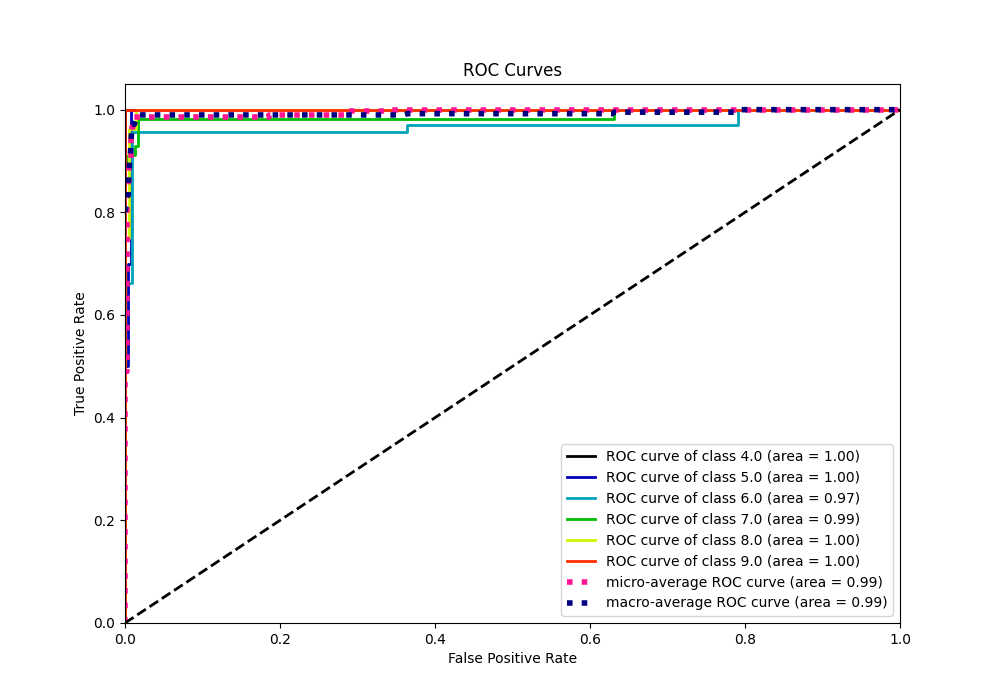 ROC Curves
1.0
0.8
0.6
0.4
0.2
0.0
True Positive Rate
0.0 0.2 0.4 0.6 0.8 1.0
False Positive Rate
ROC curve of class 4.0 (area = 1.00)
ROC curve of class 5.0 (area = 1.00)
ROC curve of class 6.0 (area = 0.97)
ROC curve of class 7.0 (area = 0.99)
ROC curve of class 8.0 (area = 1.00)
ROC curve of class 9.0 (area = 1.00)
micro-average ROC curve (area = 0.99)
macro-average ROC curve (area = 0.99)